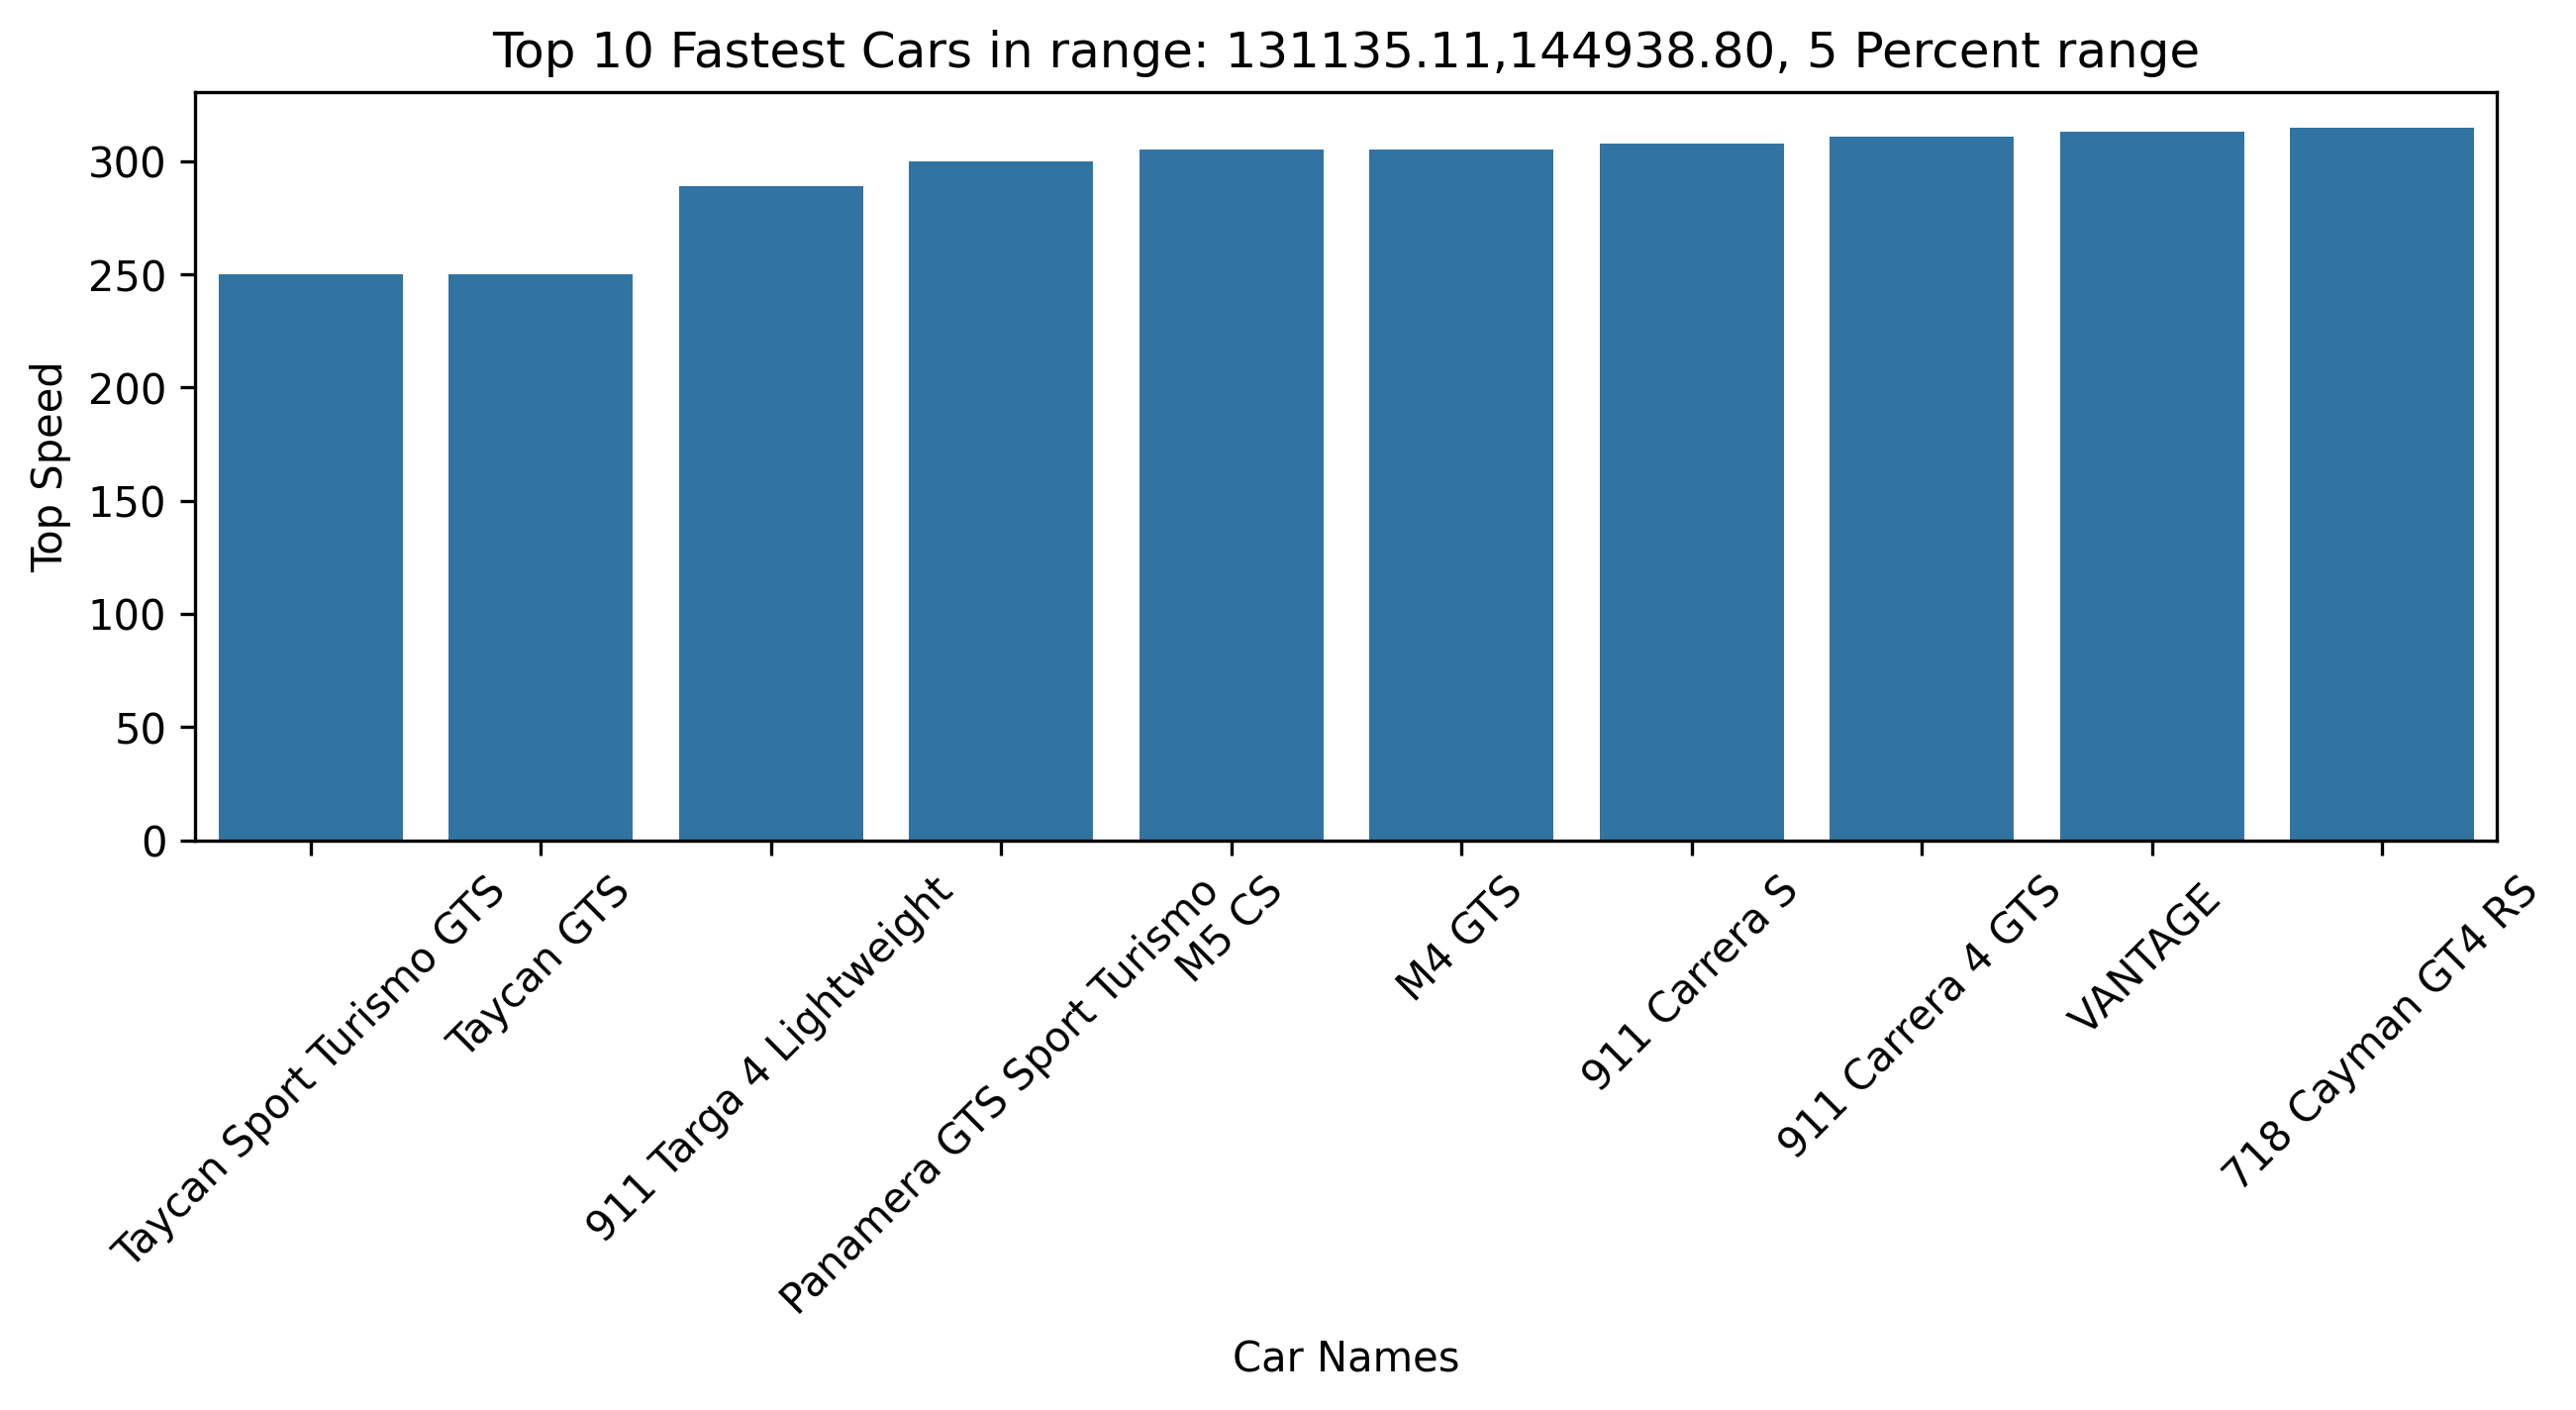 Top 10 Fastest Cars in range: 131135.11,144938.80, 5 Percent range
Top Speed
300
250
200
150
100
50
0
Taycan Sport Turismo GTS
Taycan GTS
911 Targa 4 Lightweight
Panamera GTS Sport Turismo
M5 CS
M4 GTS
911 Carrera S
911 Carrera 4 GTS
VANTAGE
718 Cayman GT4 RS
Car Names